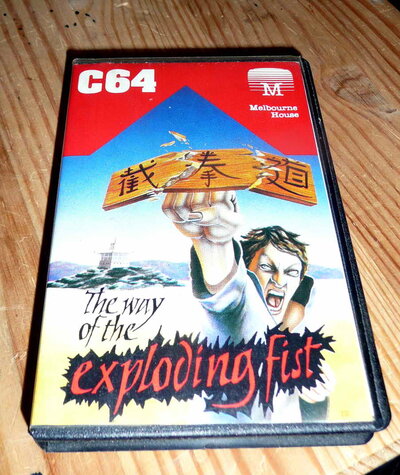 C64
M
Melbourne
House
截拳道
The way
of the
exploding fist